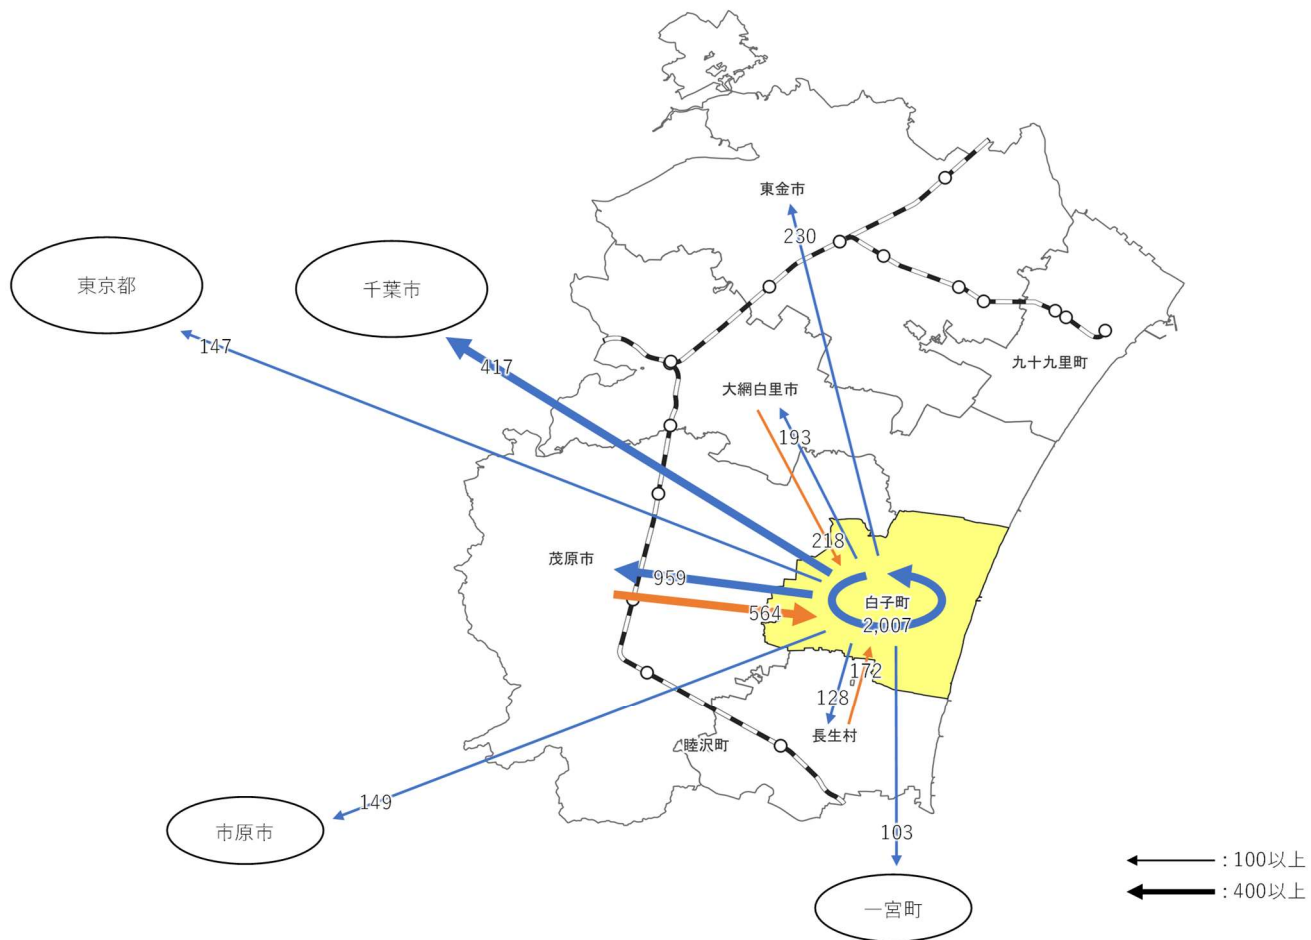 東金市
230
東京都
千葉市
147
417
九十九里町
大網白里市
193
218
茂原市
959
564
白子町
2,007
172
128
長生村
睦沢町
149
市原市
103
一宮町
：100以上
：400以上